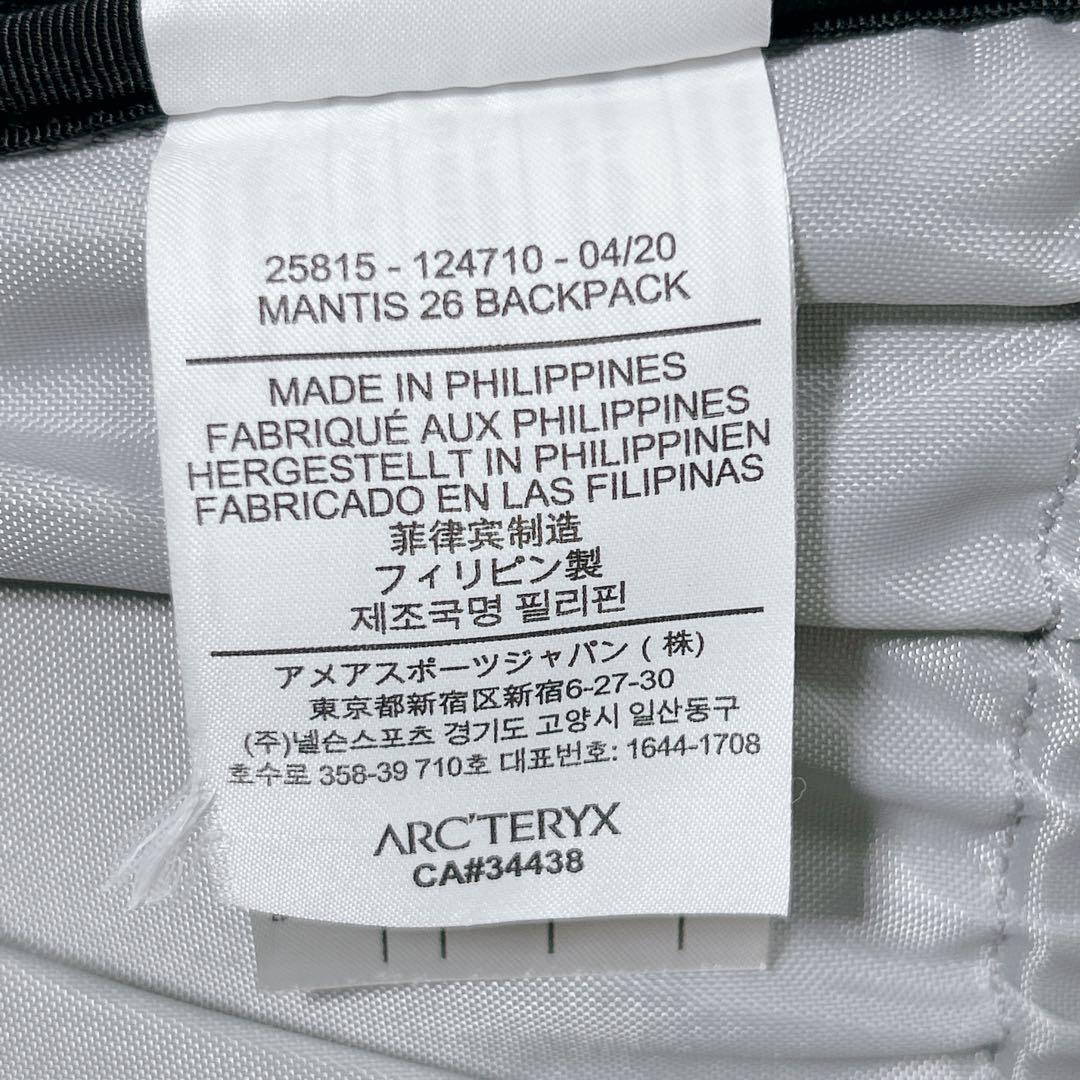 25815 - 124710 - 04/20
MANTIS 26 BACKPACK
MADE IN PHILIPPINES
FABRIQUÉ AUX PHILIPPINES
HERGESTELLT IN PHILIPPINEN
FABRICADO EN LAS FILIPINAS
菲律宾制造
フィリピン製
제조국명 필리핀
アメアスポーツジャパン ( 株)
東京都新宿区新宿6-27-30
(주)넬슨스포츠 경기도 고양시 일산동구
호수로 358-39 710호 대표번호: 1644-1708
ARC'TERYX
CA#34438